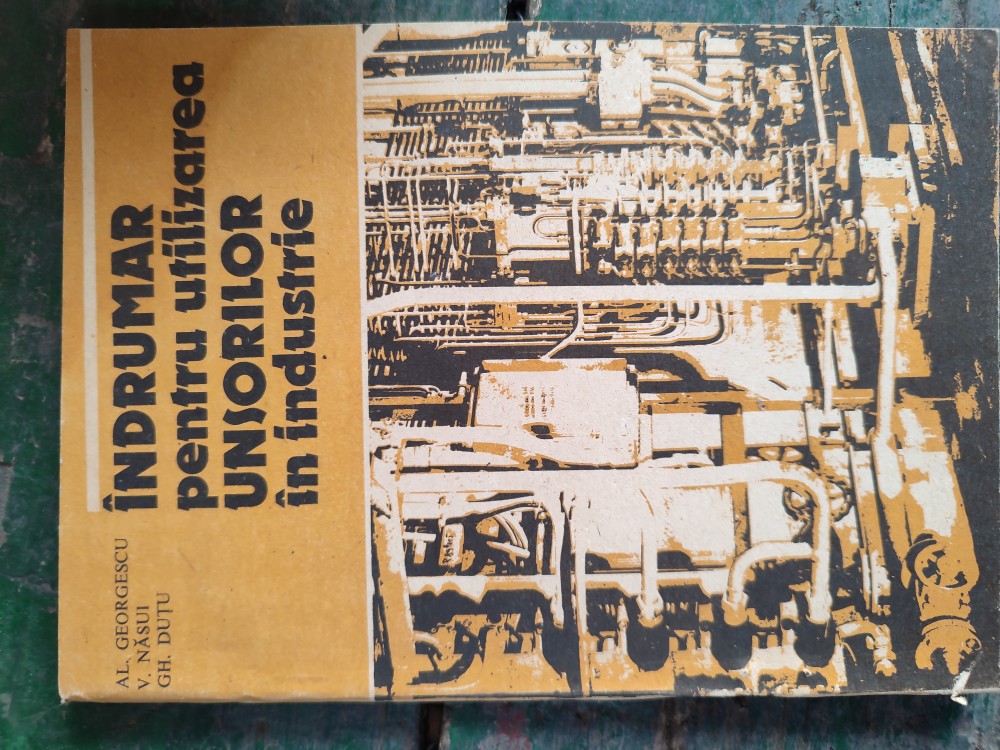 AL. GEORGESCU
V. NĂSUI
GH. DUȚU
ÎNDRUMAR
pentru utilizarea
UNSORILOR
în industrie